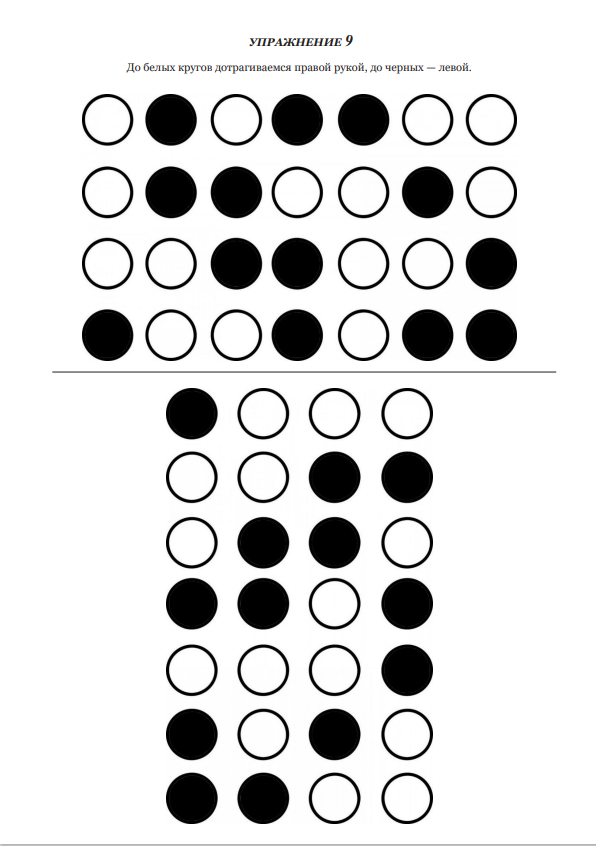 УПРАЖНЕНИЕ 9
До белых кругов дотрагиваемся правой рукой, до черных — левой.